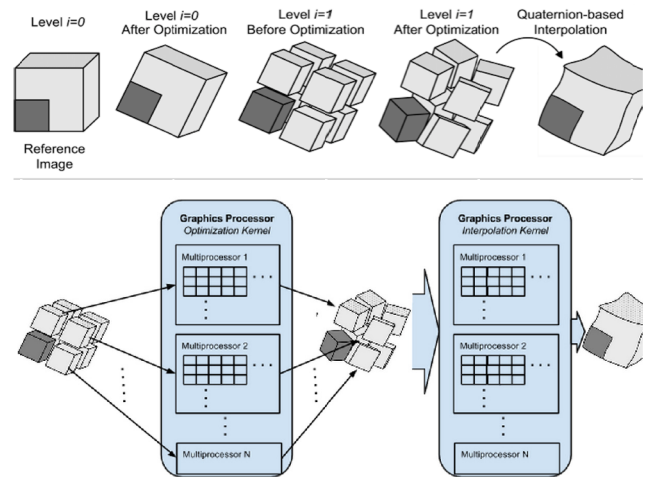 Level i=0
Level i=0
After Optimization
Level i=1
Before Optimization
Level i=1
After Optimization
Quaternion-based
Interpolation
Reference
Image
Graphics Processor
Optimization Kernel
Multiprocessor 1
Multiprocessor 2
Multiprocessor N
Graphics Processor
Interpolation Kernel
Multiprocessor 1
Multiprocessor 2
Multiprocessor N